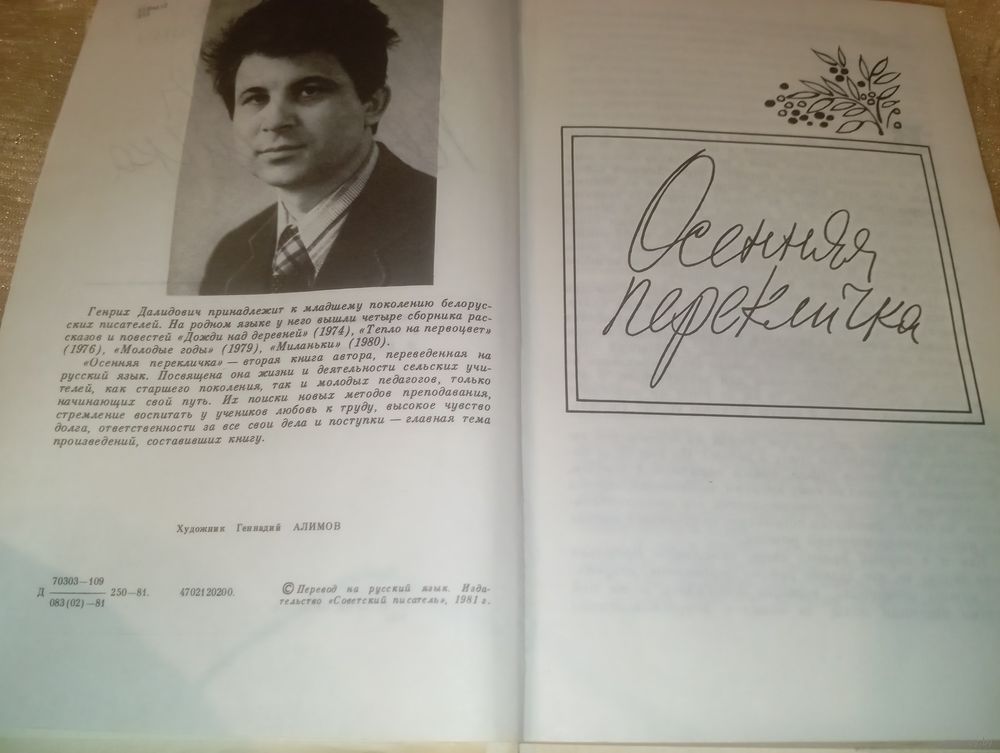 Генрих Далидович принадлежит к младшему поколению белорус-
ских писателей. На родном языке у него вышли четыре сборника рас-
сказов и повестей «Дожди над деревней» (1974), «Тепло на первоцвет»
(1976), «Молодые годы» (1979), «Миланьки» (1980).
«Осенняя перекличка» — вторая книга автора, переведенная на
русский язык. Посвящена она жизни и деятельности сельских учи-
телей, как старшего поколения, так и молодых педагогов, только
начинающих свой путь. Их поиски новых методов преподавания,
стремление воспитать у учеников любовь к труду, высокое чувство
долга, ответственности за все свои дела и поступки — главная тема
произведений, составивших книгу.
Художник Геннадий АЛИМОВ
70303—109
Д 250—81. 4702120200.
083(02)—81
© Перевод на русский язык. Изда-
тельство «Советский писатель», 1981 г.
Осенняя
перекличка